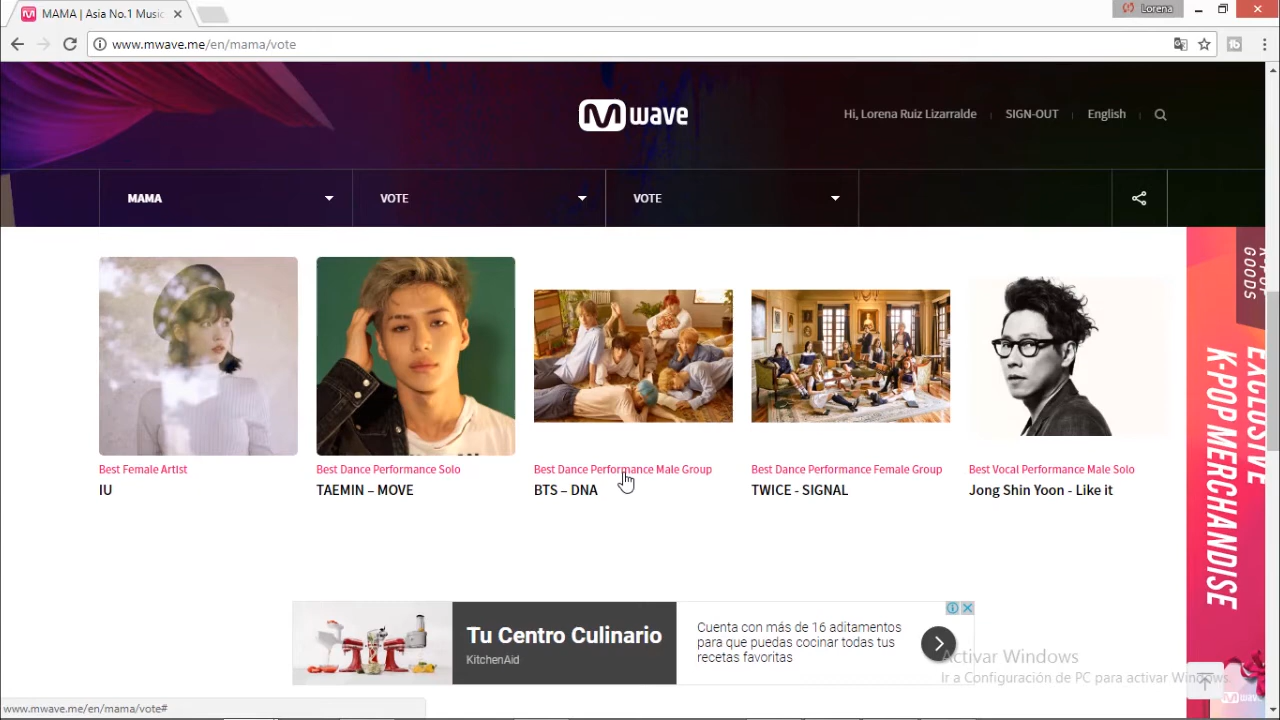 MAMA | Asia No.1 Music
Lorena
www.mwave.me/en/mama/vote
M wave
Hi, Lorena Ruiz Lizarralde
SIGN-OUT
English
MAMA
VOTE
VOTE
K-POP GOODS
EXCLUSIVE
K-POP MERCHANDISE
Best Female Artist
IU
Best Dance Performance Solo
TAEMIN – MOVE
Best Dance Performance Male Group
BTS – DNA
Best Dance Performance Female Group
TWICE - SIGNAL
Best Vocal Performance Male Solo
Jong Shin Yoon - Like it
Tu Centro Culinario
KitchenAid
Cuenta con más de 16 aditamentos
para que puedas cocinar todas tus
recetas favoritas
Activar Windows
Ir a Configuración de PC para activar Windows.
M wave
www.mwave.me/en/mama/vote#